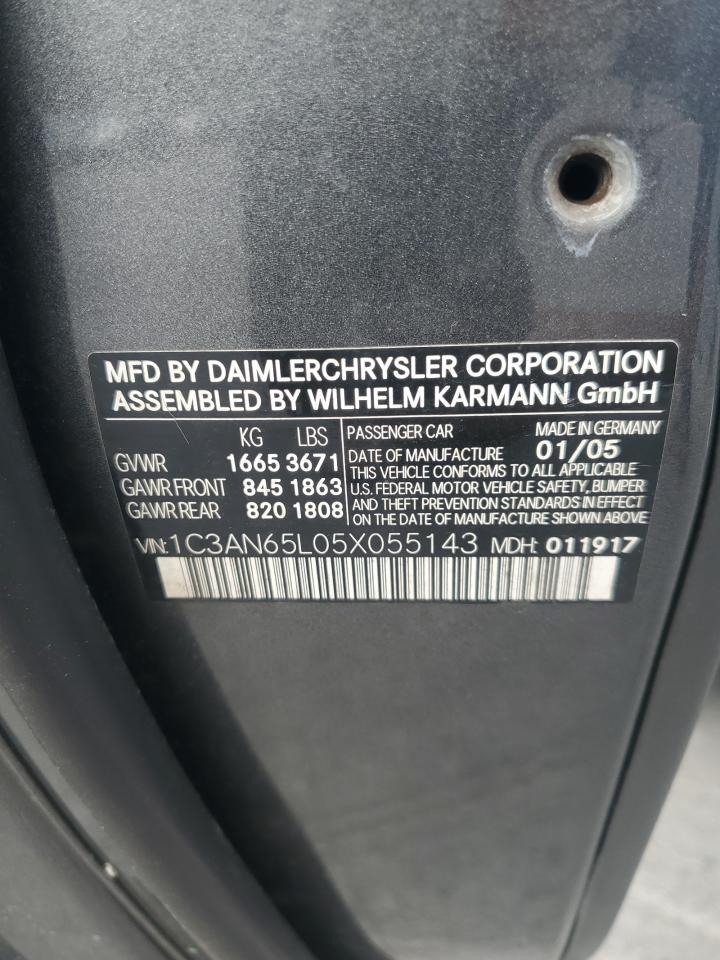 MFD BY DAIMLERCHRYSLER CORPORATION
ASSEMBLED BY WILHELM KARMANN GmbH
KG LBS
GVWR 1665 3671
GAWR FRONT 845 1863
GAWR REAR 820 1808
PASSENGER CAR MADE IN GERMANY
DATE OF MANUFACTURE 01/05
THIS VEHICLE CONFORMS TO ALL APPLICABLE
U.S. FEDERAL MOTOR VEHICLE SAFETY, BUMPER
AND THEFT PREVENTION STANDARDS IN EFFECT
ON THE DATE OF MANUFACTURE SHOWN ABOVE
VIN: 1C3AN65L05X055143 MDH: 011917